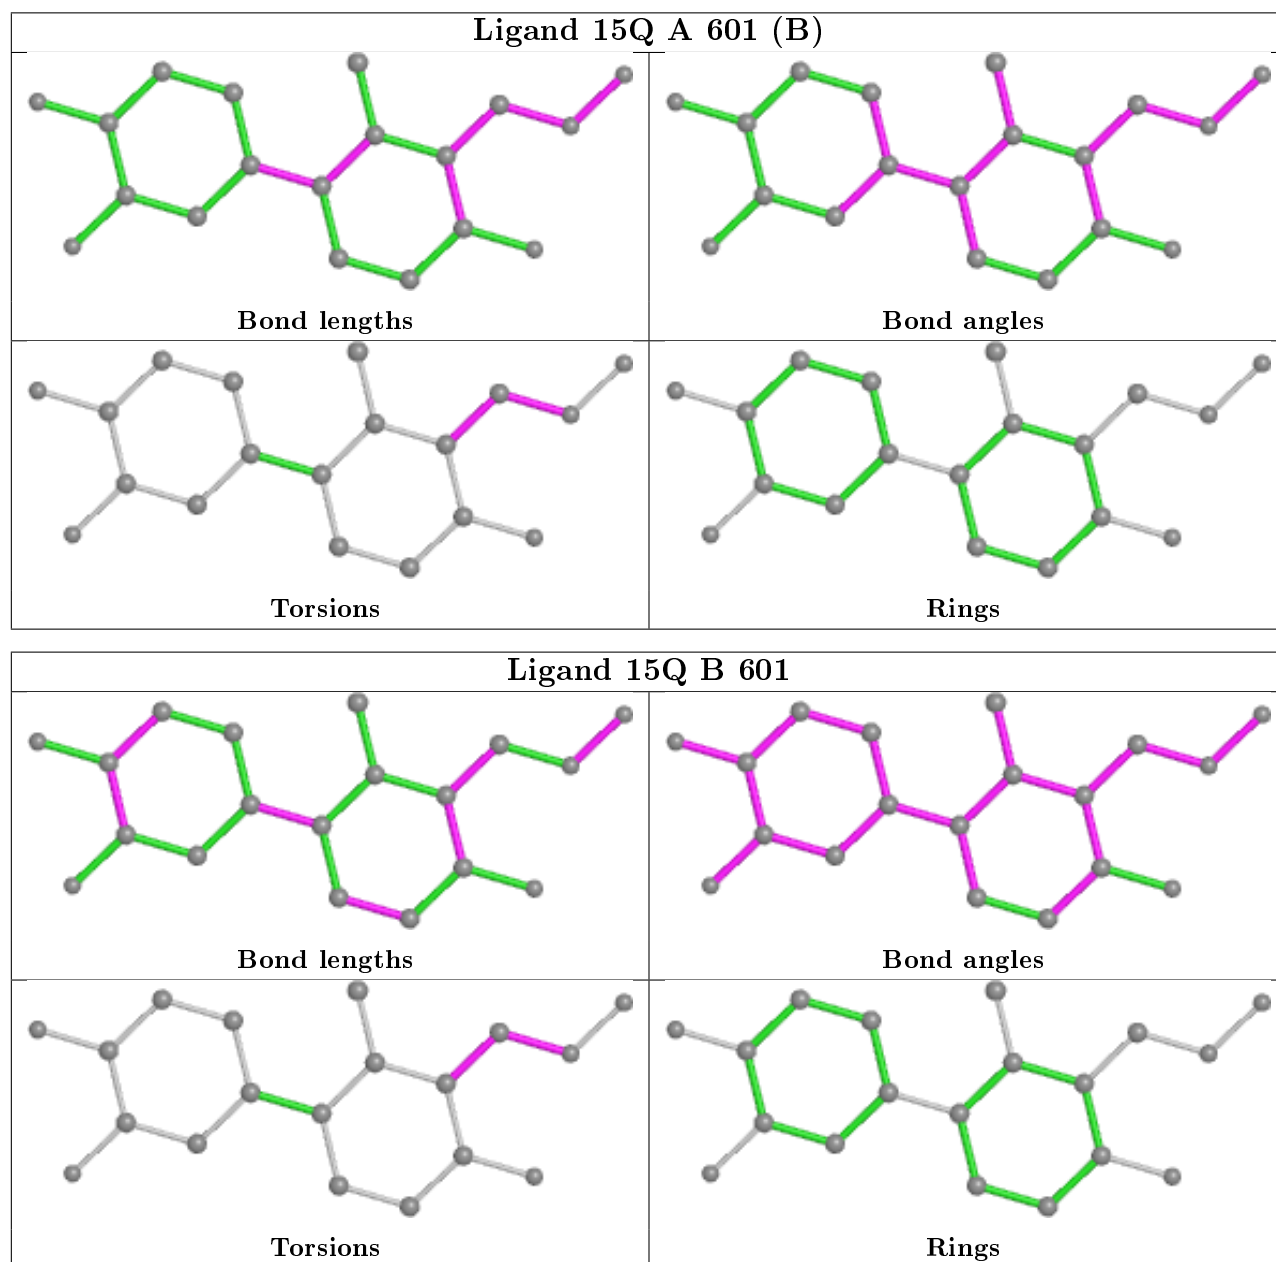 Ligand 15Q A 601 (B)
Bond lengths
Bond angles
Torsions
Rings
Ligand 15Q B 601
Bond lengths
Bond angles
Torsions
Rings